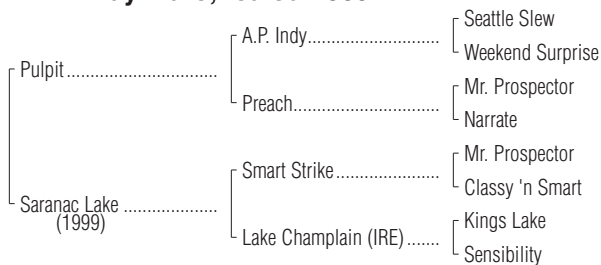 Pulpit
Saranac Lake
(1999)
A.P. Indy
Preach
Smart Strike
Lake Champlain (IRE)
Seattle Slew
Weekend Surprise
Mr. Prospector
Narrate
Mr. Prospector
Classy 'n Smart
Kings Lake
Sensibility